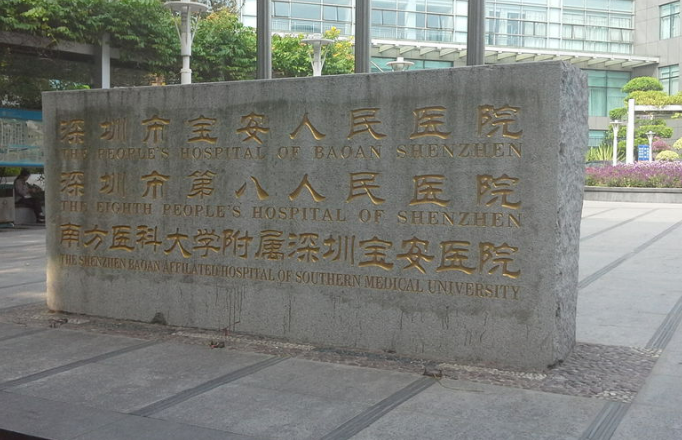 深圳市宝安人民医院
THE PEOPLE'S HOSPITAL OF BAOAN SHENZHEN
深圳市第八人民医院
THE EIGHTH PEOPLE'S HOSPITAL OF SHENZHEN
南方医科大学附属深圳宝安医院
THE SHENZHEN BAOAN AFFILIATED HOSPITAL OF SOUTHERN MEDICAL UNIVERSITY